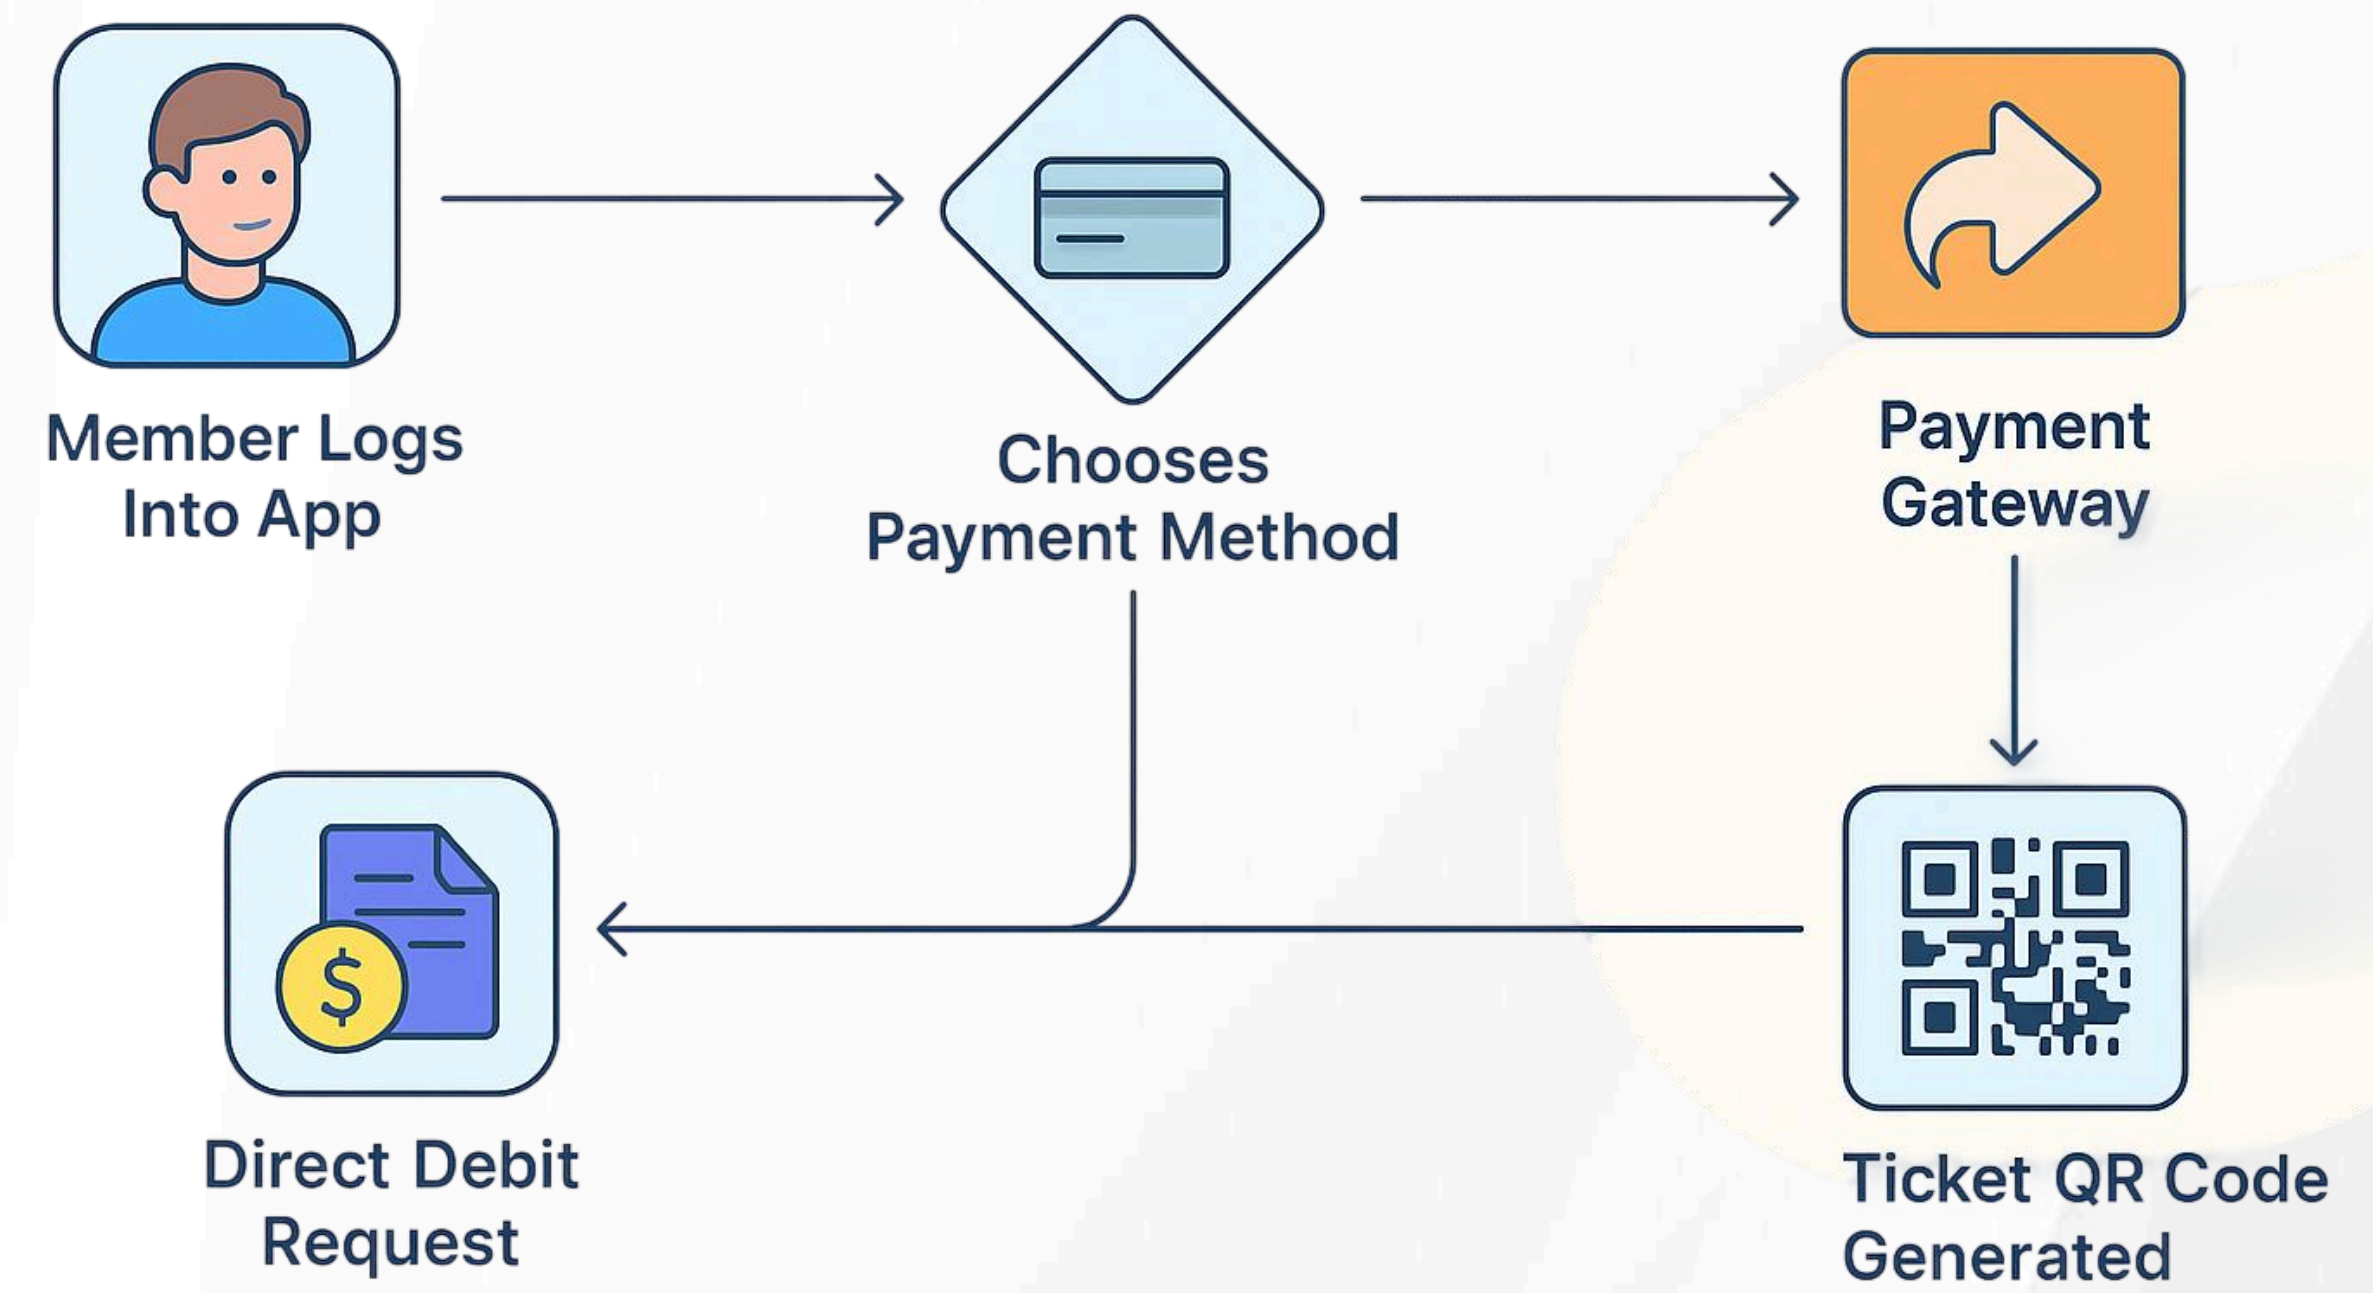 Member Logs
Into App
Chooses
Payment Method
Payment
Gateway
$
Direct Debit
Request
Ticket QR Code
Generated